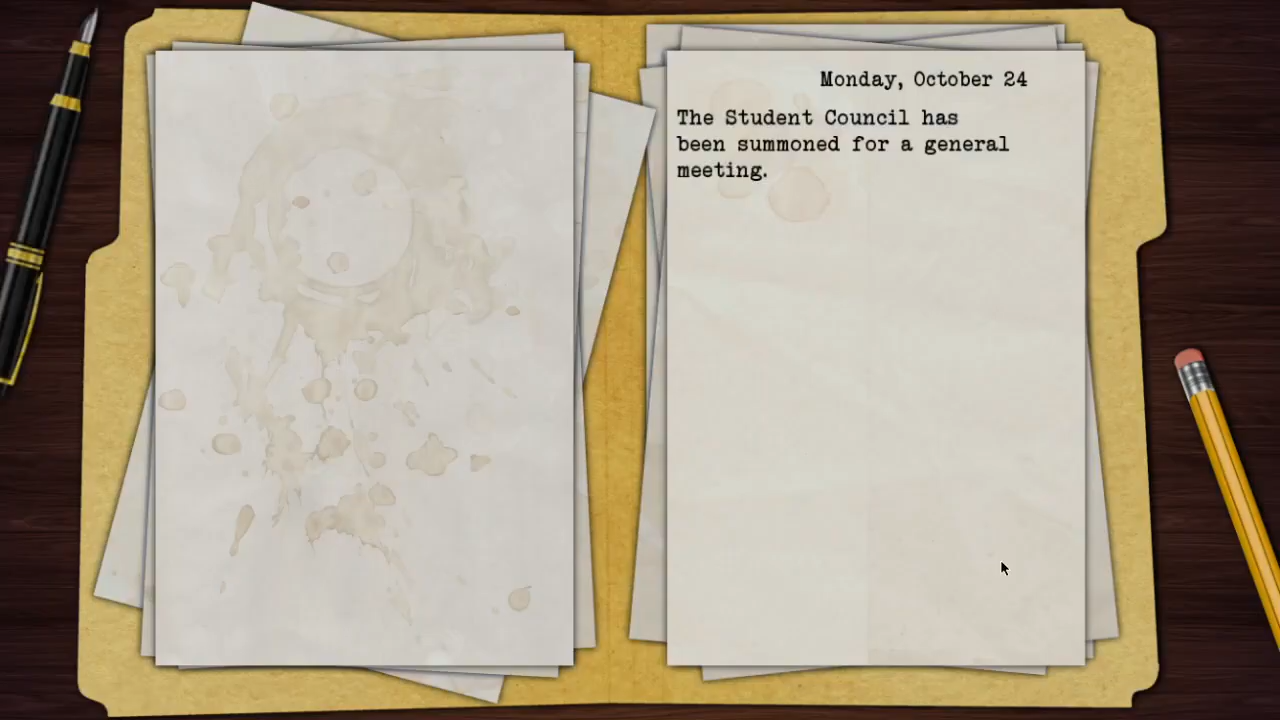 Monday, October 24
The Student Council has
been summoned for a general
meeting.